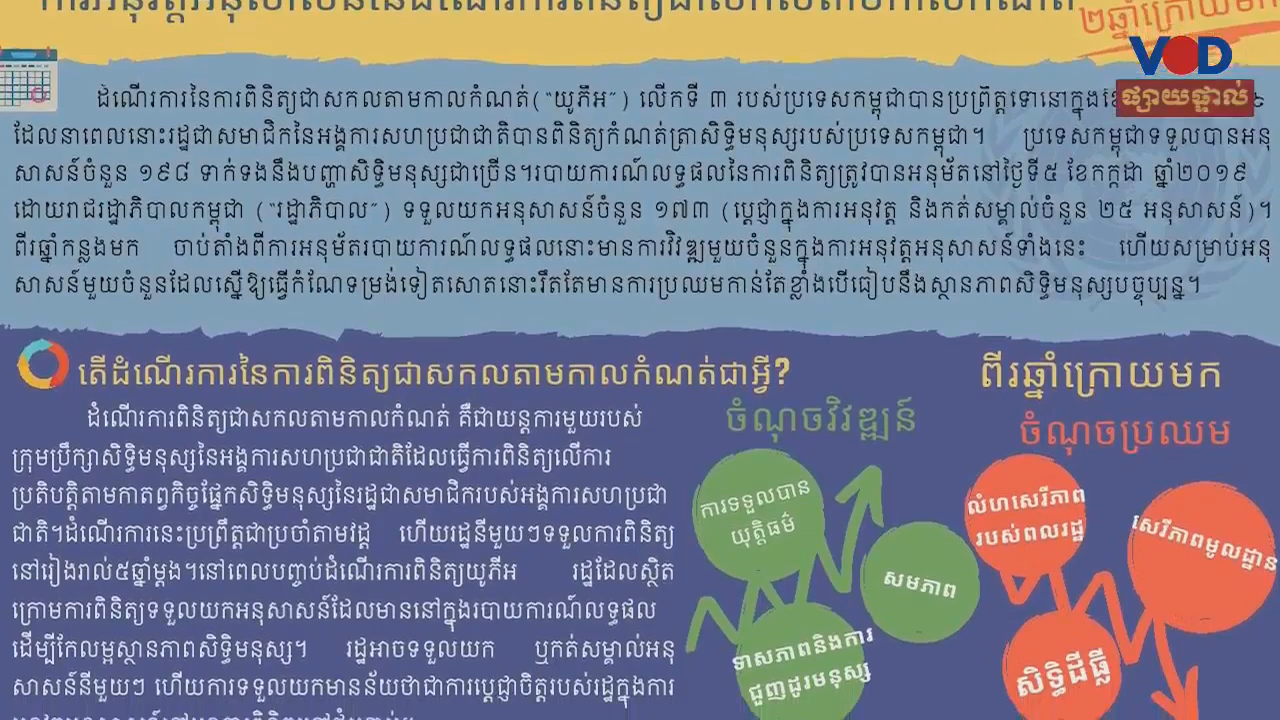 ការអនុវត្តអនុសាសន៍នៃដំណើរការពិនិត្យជាសកលតាមកាលកំណត់
២ឆ្នាំក្រោយមក
VOD
ផ្សាយផ្ទាល់
ដំណើរការនៃការពិនិត្យជាសកលតាមកាលកំណត់(“យូភីអ”) លើកទី ៣ របស់ប្រទេសកម្ពុជាបានប្រព្រឹត្តទៅនៅក្នុងខែ
ដែលនាពេលនោះរដ្ឋជាសមាជិកនៃអង្គការសហប្រជាជាតិបានពិនិត្យកំណត់ត្រាសិទ្ធិមនុស្សរបស់ប្រទេសកម្ពុជា។ ប្រទេសកម្ពុជាទទួលបានអនុ
សាសន៍ចំនួន ១៩៨ ទាក់ទងនឹងបញ្ហាសិទ្ធិមនុស្សជាច្រើន។របាយការណ៍លទ្ធផលនៃការពិនិត្យត្រូវបានអនុម័តនៅថ្ងៃទី៥ ខែកក្កដា ឆ្នាំ២០១៩
ដោយរាជរដ្ឋាភិបាលកម្ពុជា (“រដ្ឋាភិបាល”) ទទួលយកអនុសាសន៍ចំនួន ១៧៣ (ប្ដេជ្ញាក្នុងការអនុវត្ត និងកត់សម្គាល់ចំនួន ២៥ អនុសាសន៍)។
ពីរឆ្នាំកន្លងមក ចាប់តាំងពីការអនុម័តរបាយការណ៍លទ្ធផលនោះមានការវិវឌ្ឍមួយចំនួនក្នុងការអនុវត្តអនុសាសន៍ទាំងនេះ ហើយសម្រាប់អនុ
សាសន៍មួយចំនួនដែលស្នើឱ្យធ្វើកំណែទម្រង់ទៀតសោតនោះរឹតតែមានការប្រឈមកាន់តែខ្លាំងបើធៀបនឹងស្ថានភាពសិទ្ធិមនុស្សបច្ចុប្បន្ន។
តើដំណើរការនៃការពិនិត្យជាសកលតាមកាលកំណត់ជាអ្វី?
ដំណើរការពិនិត្យជាសកលតាមកាលកំណត់ គឺជាយន្តការមួយរបស់
ក្រុមប្រឹក្សាសិទ្ធិមនុស្សនៃអង្គការសហប្រជាជាតិដែលធ្វើការពិនិត្យលើការ
ប្រតិបត្តិតាមកាតព្វកិច្ចផ្នែកសិទ្ធិមនុស្សនៃរដ្ឋជាសមាជិករបស់អង្គការសហប្រជា
ជាតិ។ដំណើរការនេះប្រព្រឹត្តជាប្រចាំតាមវដ្ត ហើយរដ្ឋនីមួយៗទទួលការពិនិត្យ
នៅរៀងរាល់៥ឆ្នាំម្ដង។នៅពេលបញ្ចប់ដំណើរការពិនិត្យយូភីអ រដ្ឋដែលស្ថិត
ក្រោមការពិនិត្យទទួលយកអនុសាសន៍ដែលមាននៅក្នុងរបាយការណ៍លទ្ធផល
ដើម្បីកែលម្អស្ថានភាពសិទ្ធិមនុស្ស។ រដ្ឋអាចទទួលយក ឬកត់សម្គាល់អនុ
សាសន៍នីមួយៗ ហើយការទទួលយកមានន័យថាជាការប្ដេជ្ញាចិត្តរបស់រដ្ឋក្នុងការ
ពីរឆ្នាំក្រោយមក
ចំណុចវិវឌ្ឍន៍
ការទទួលបាន
យុត្តិធម៌
សមភាព
ទាសភាពនិងការ
ជួញដូរមនុស្ស
ចំណុចប្រឈម
លំហសេរីភាព
របស់ពលរដ្ឋ
សេរីភាពមូលដ្ឋាន
សិទ្ធិដីធ្លី